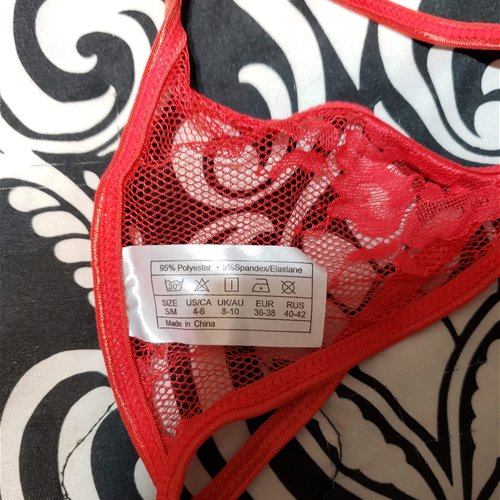 95% Polyester + 5%Spandex/Elastane
SIZE US/CA UK/AU EUR RUS
S/M 4-6 8-10 36-38 40-42
Made in China